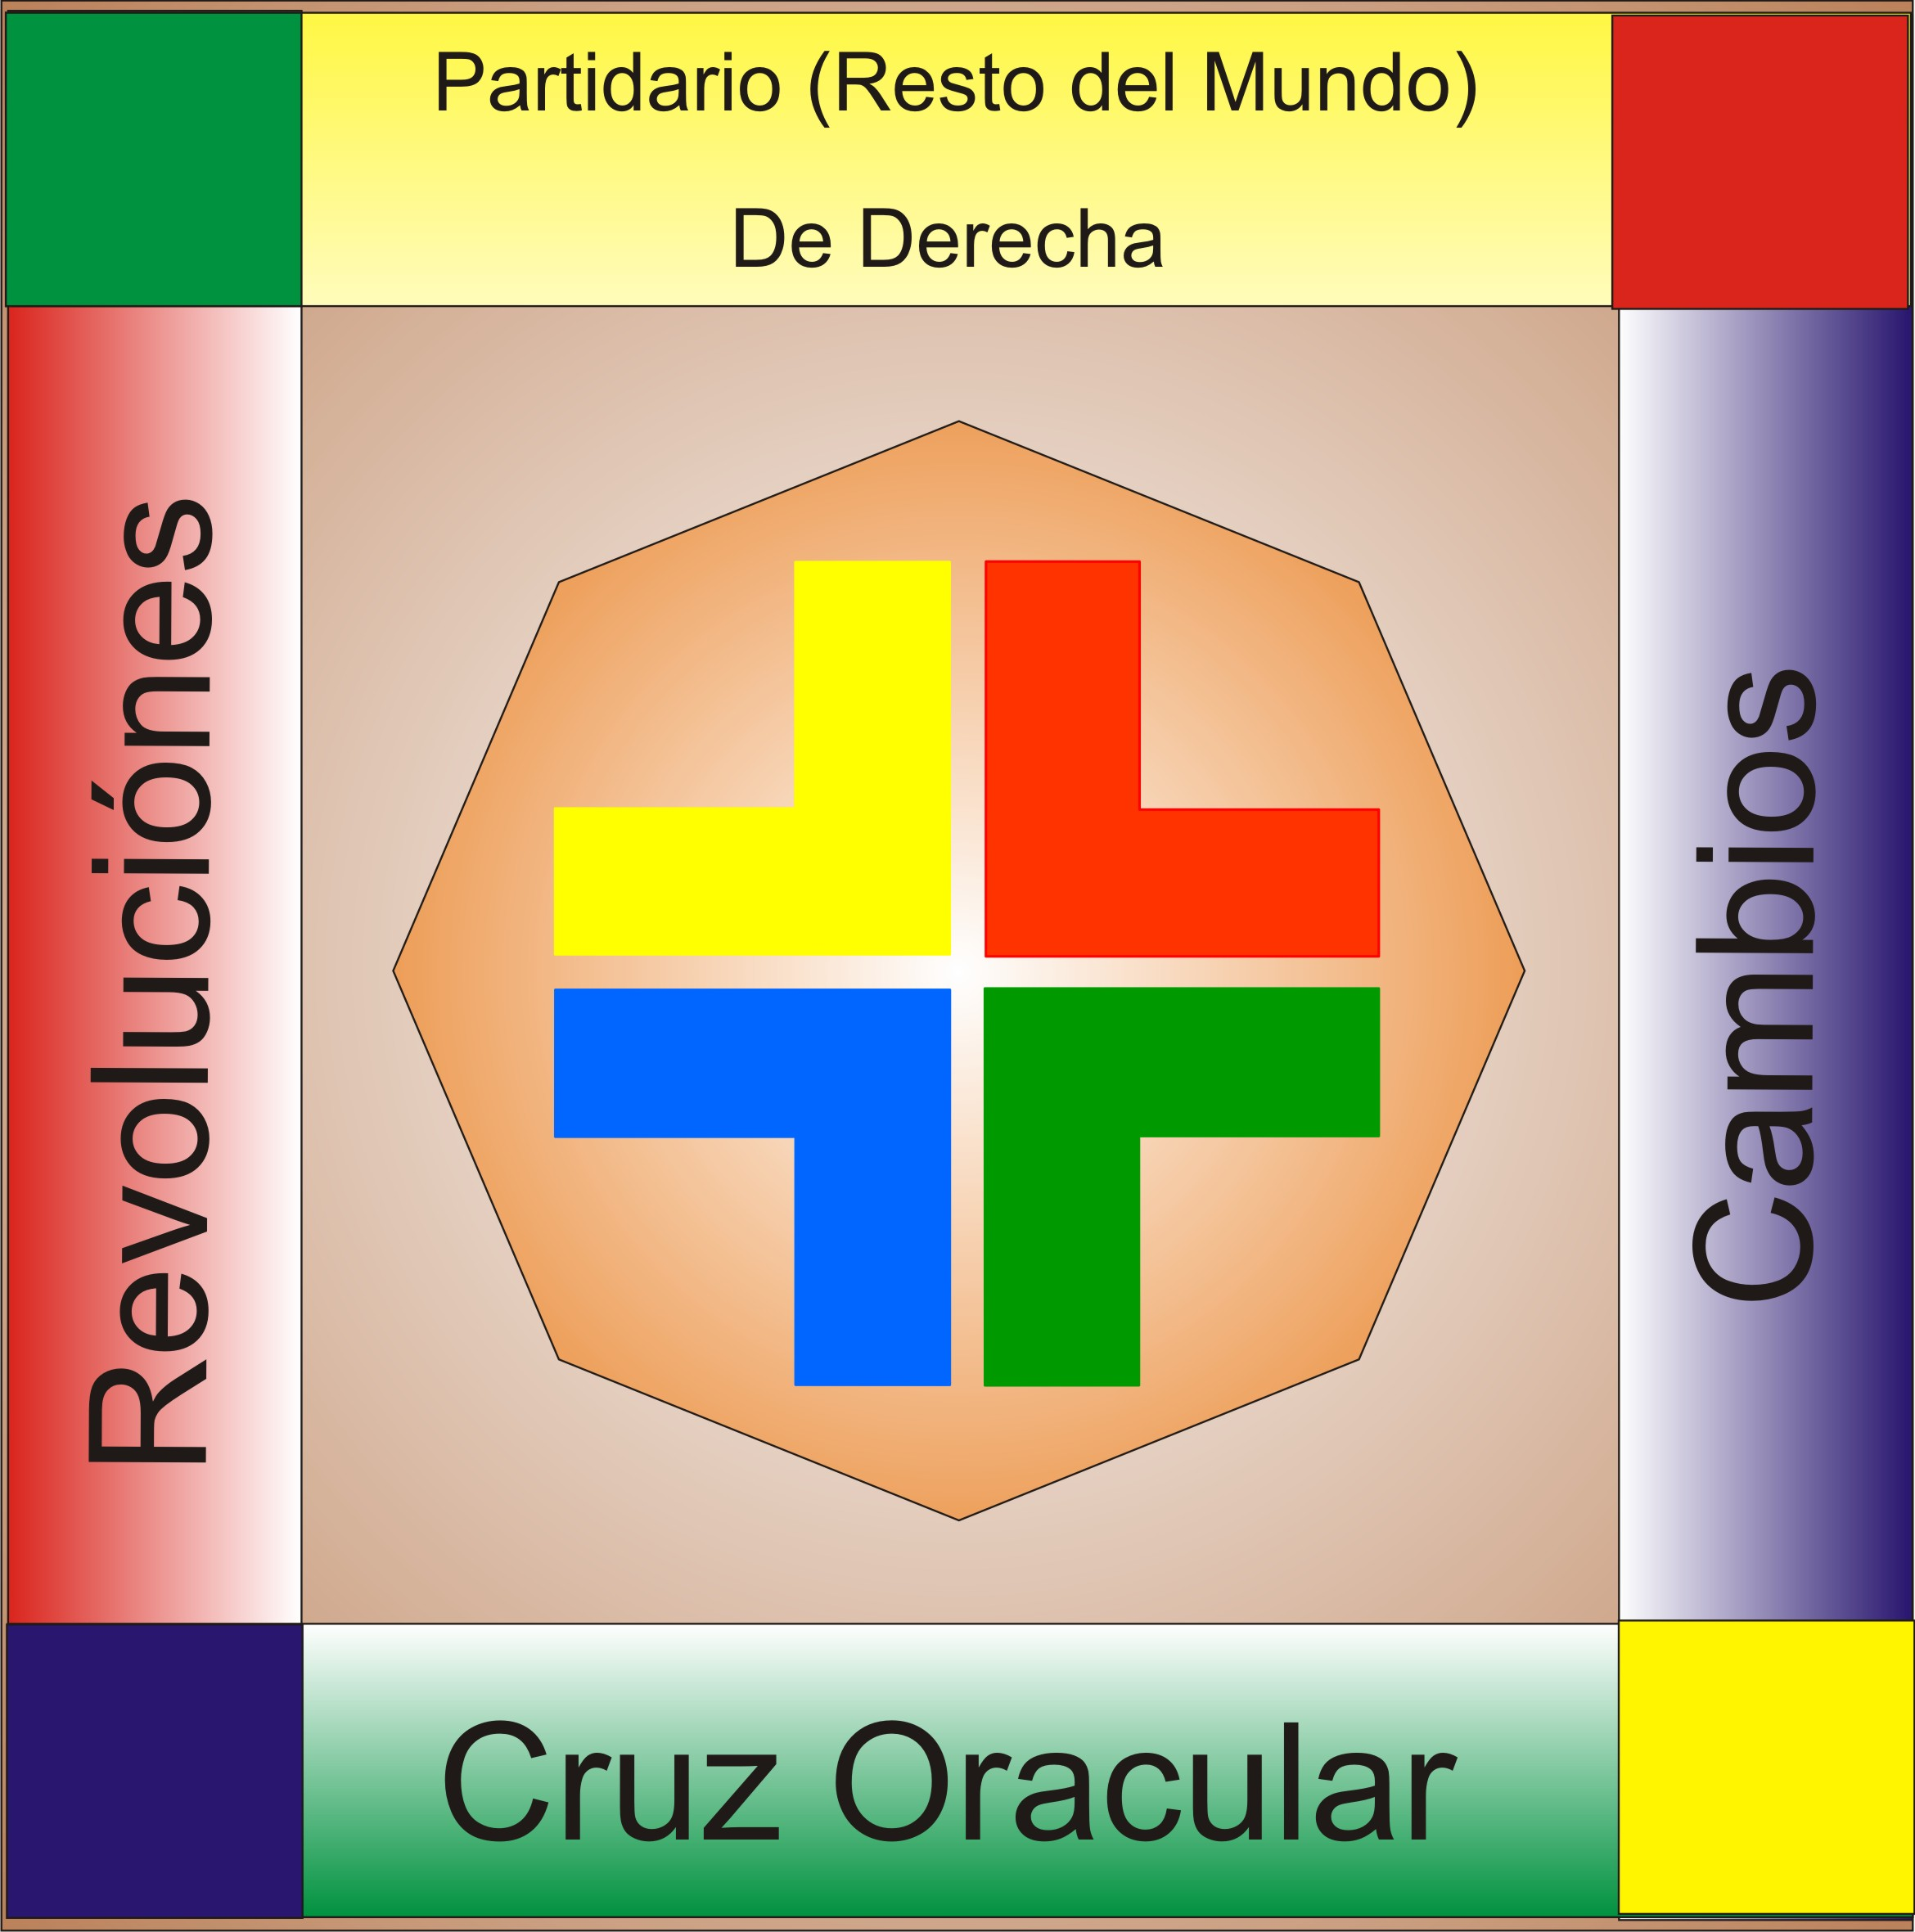 Partidario (Resto del Mundo)
De Derecha
Revoluciónes
Cambios
Cruz Oracular